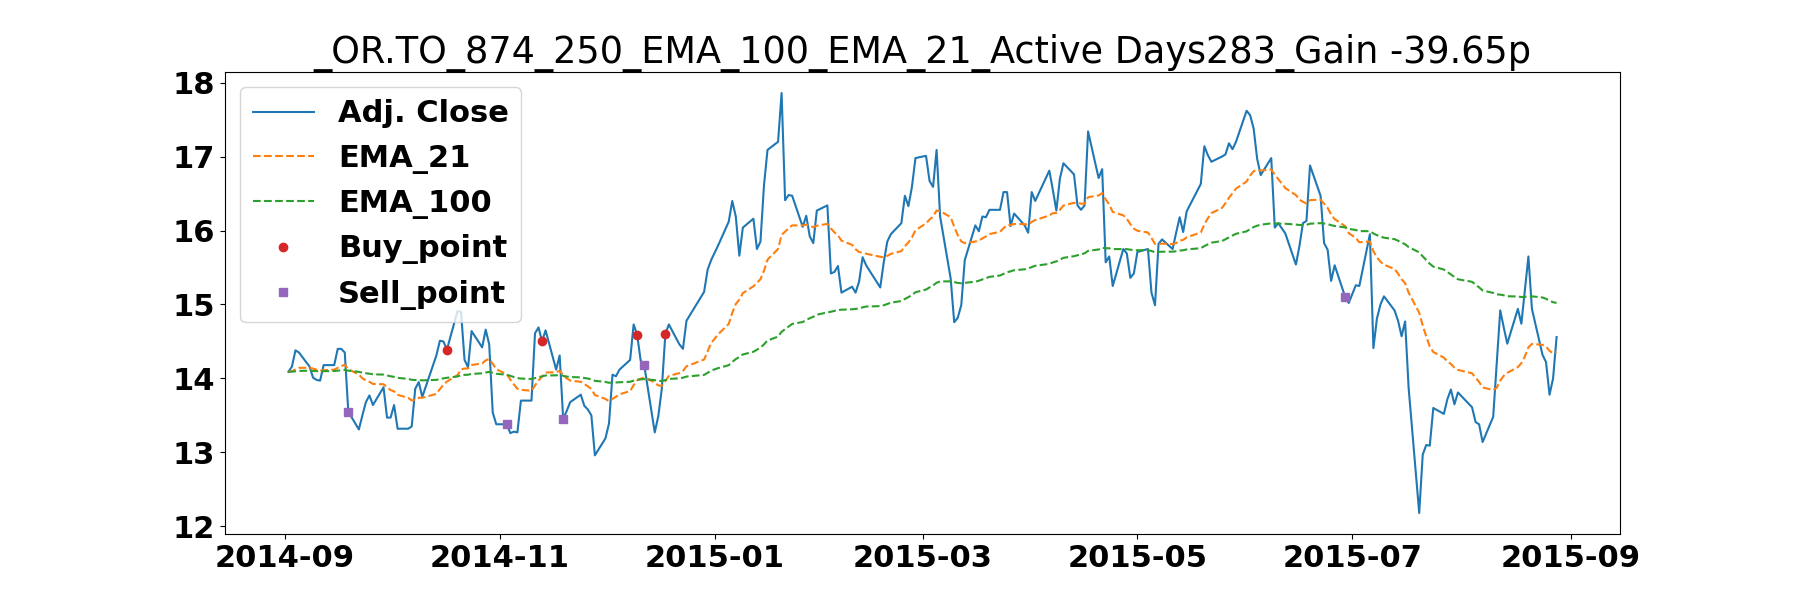 _OR.TO_874_250_EMA_100_EMA_21_Active Days283_Gain -39.65p
18
17
16
15
14
13
12
Adj. Close
EMA_21
EMA_100
Buy_point
Sell_point
2014-09 2014-11 2015-01 2015-03 2015-05 2015-07 2015-09